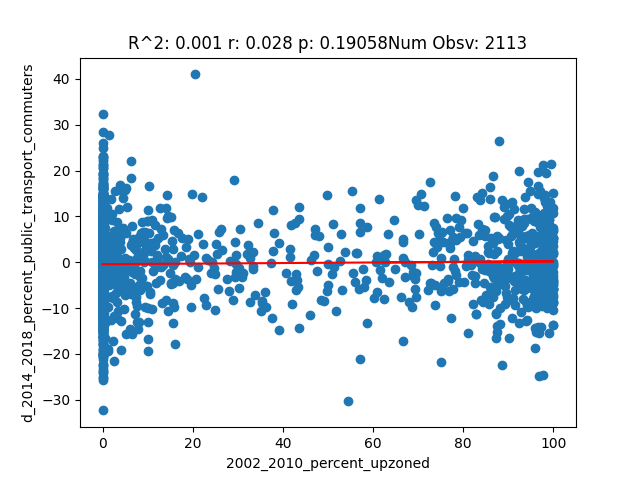 R^2: 0.001 r: 0.028 p: 0.19058Num Obsv: 2113
d_2014_2018_percent_public_transport_commuters
40
30
20
10
0
−10
−20
−30
0 20 40 60 80 100
2002_2010_percent_upzoned